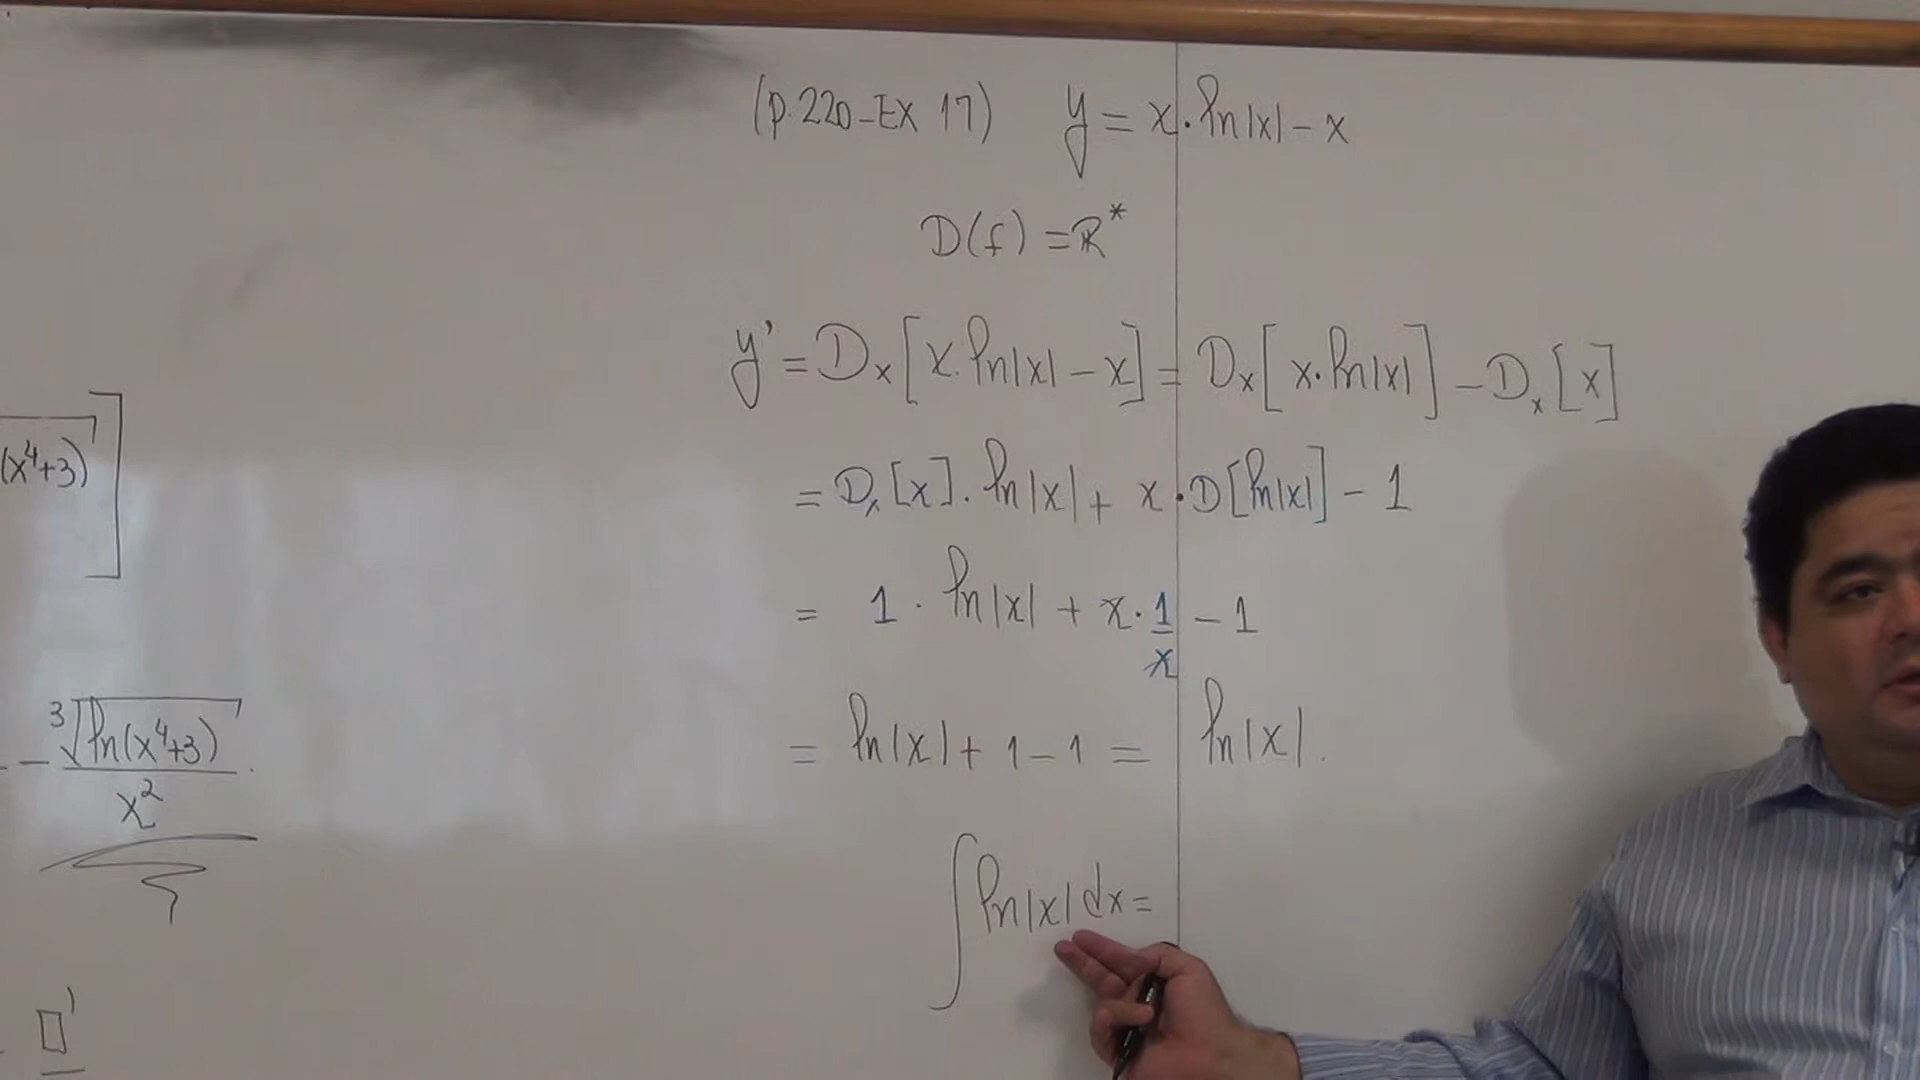 (p.220-EX 17) y = x·ln|x| - x
D(f) = ℝ*
y' = Dₓ[x·ln|x| - x] = Dₓ[x·ln|x|] - Dₓ[x]
= Dₓ[x]·ln|x| + x·D[ln|x|] - 1
= 1·ln|x| + x·1/x - 1
= ln|x| + 1 - 1 = ln|x|.
∫ln|x|dx=
(x⁴+3)]
- ∛ln(x⁴+3)/x².
▯'